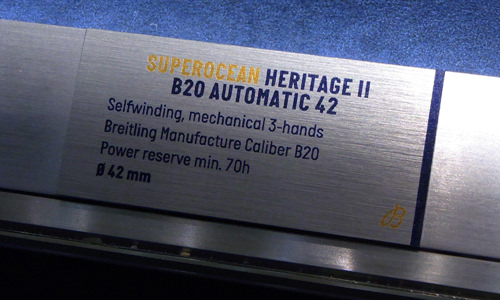 SUPEROCEAN HERITAGE II
B20 AUTOMATIC 42
Selfwinding, mechanical 3-hands
Breitling Manufacture Caliber B20
Power reserve min. 70h
Ø 42 mm
B